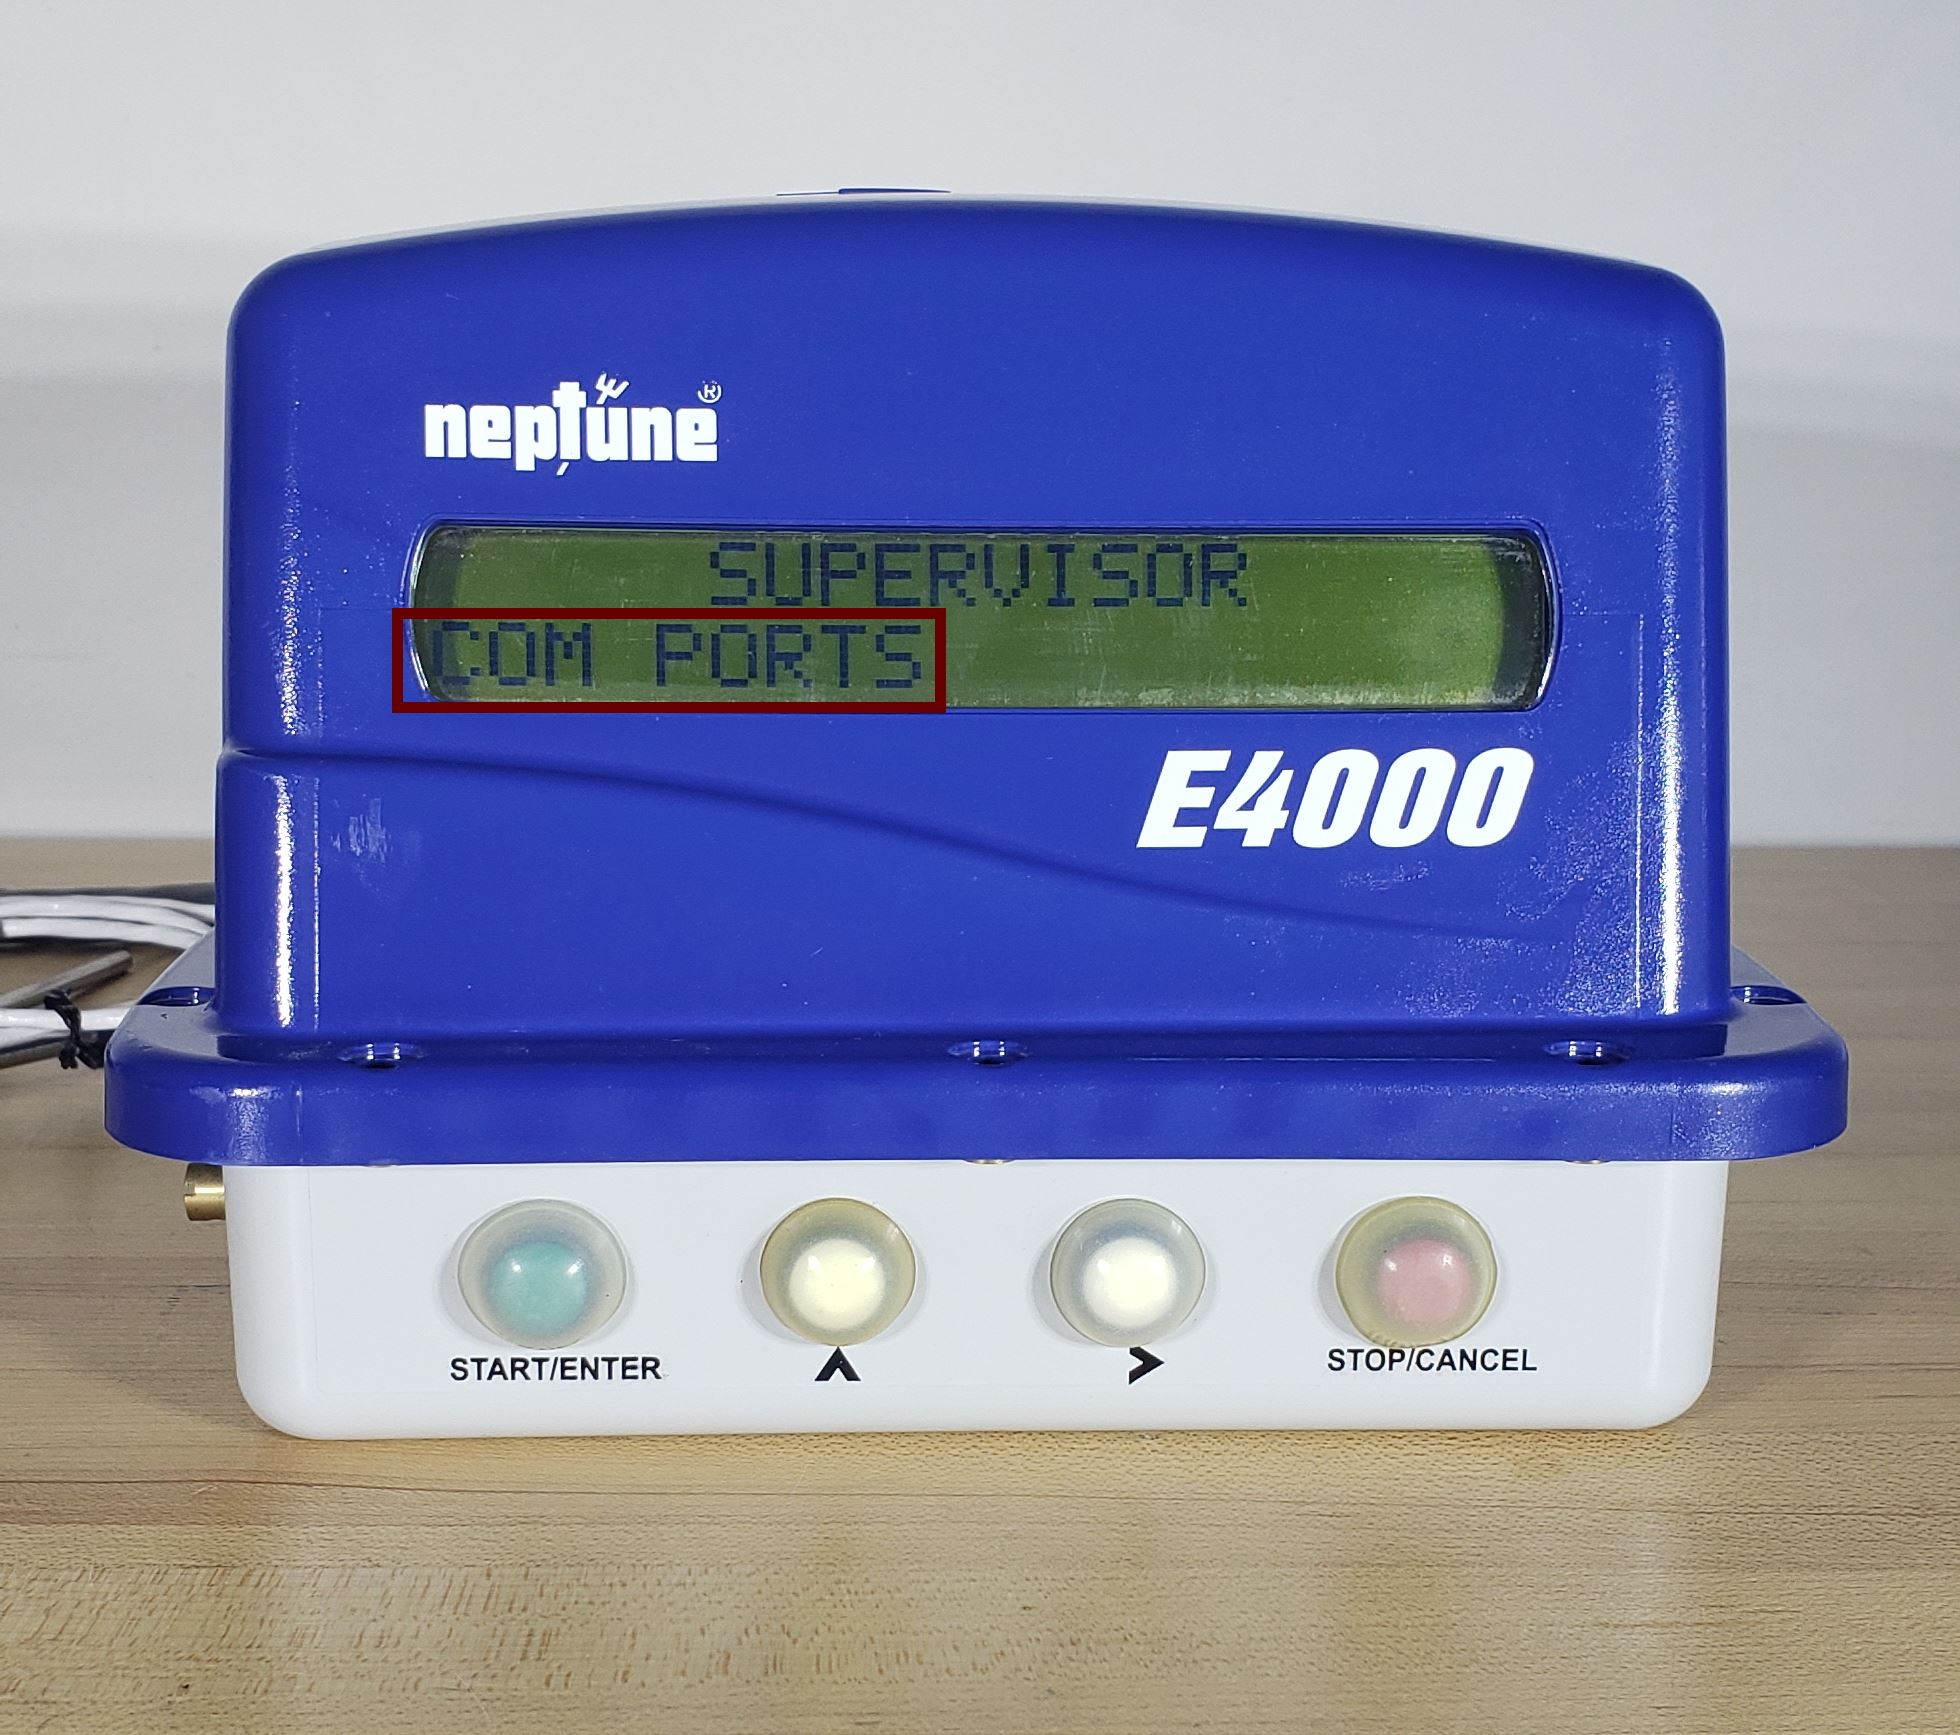 neptune®
SUPERVISOR
COM PORTS
E4000
START/ENTER
STOP/CANCEL